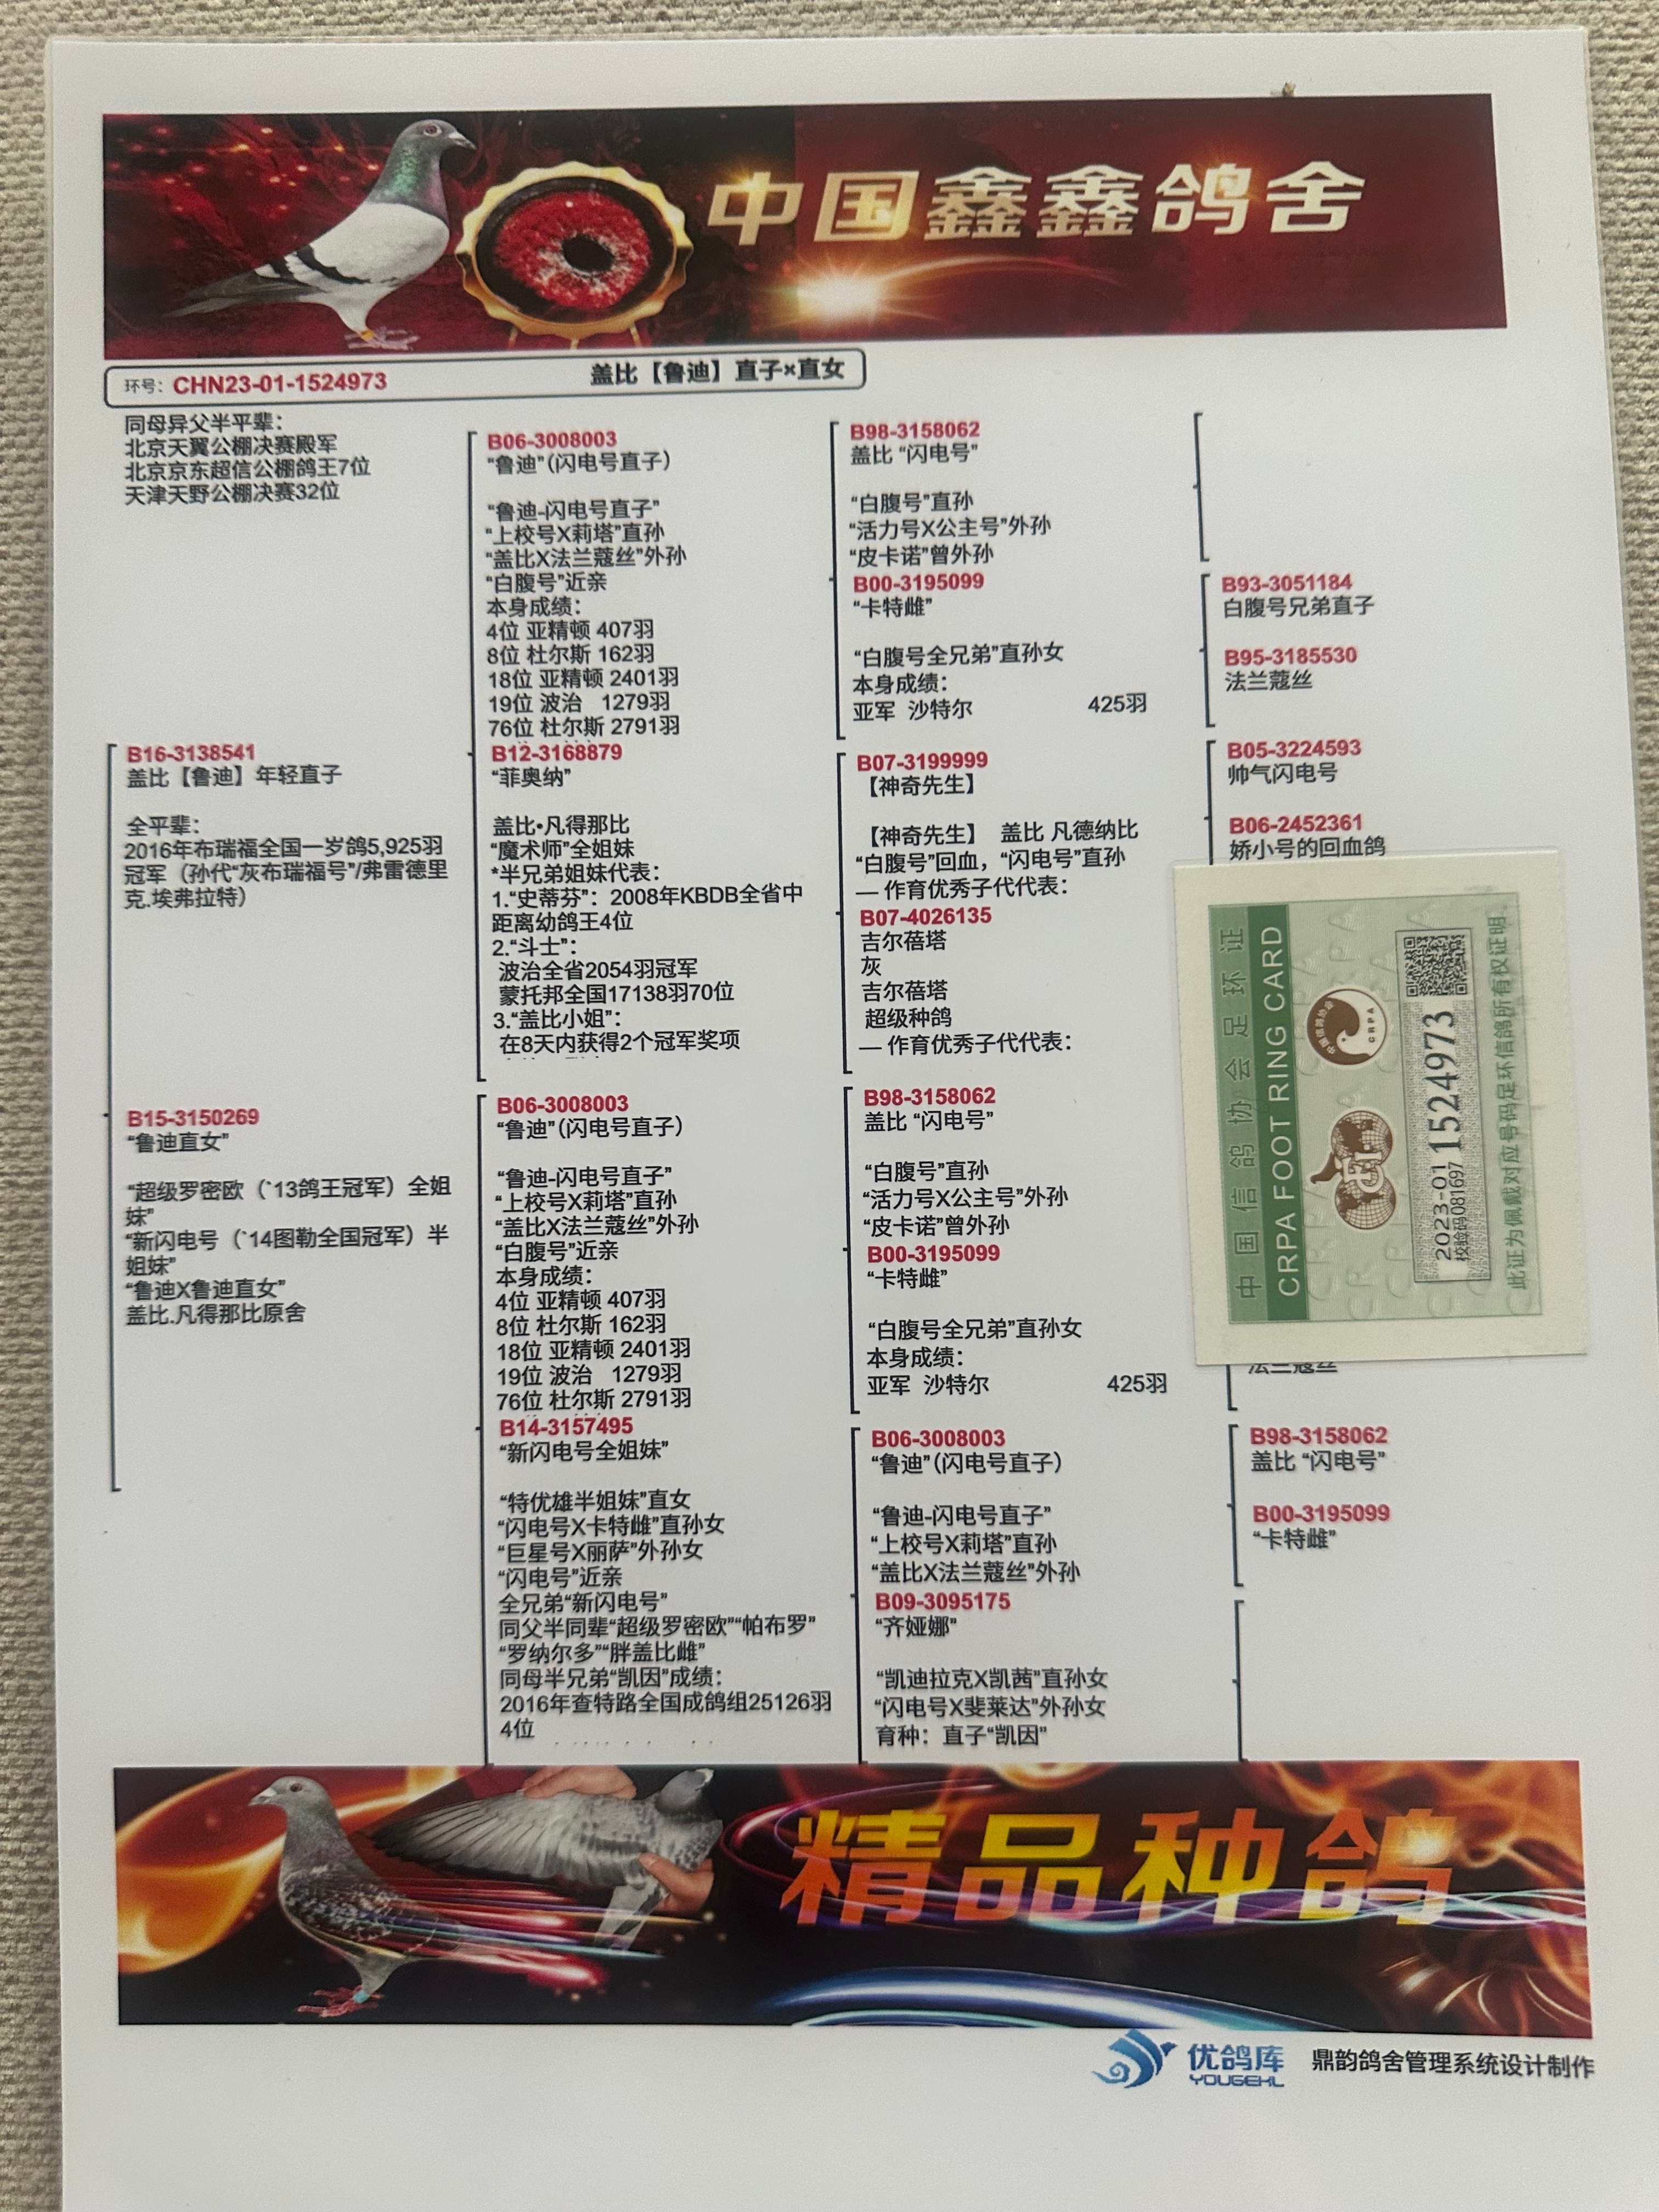 中国鑫鑫鸽舍
环号：CHN23-01-1524973
盖比【鲁迪】直子×直女
同母异父半平辈：
北京天翼公棚决赛殿军
北京京东超信公棚鸽王7位
天津天野公棚决赛32位
B16-3138541
盖比【鲁迪】年轻直子
全平辈：
2016年布瑞福全国一岁鸽5,925羽
冠军（孙代“灰布瑞福号”/弗雷德里
克.埃弗拉特）
B15-3150269
“鲁迪直女”
“超级罗密欧（`13鸽王冠军）全姐
妹”
“新闪电号（`14图勒全国冠军）半
姐妹”
“鲁迪X鲁迪直女”
盖比.凡得那比原舍
B06-3008003
“鲁迪”（闪电号直子）
“鲁迪-闪电号直子”
“上校号X莉塔”直孙
“盖比X法兰蔻丝”外孙
“白腹号”近亲
本身成绩：
4位 亚精顿 407羽
8位 杜尔斯 162羽
18位 亚精顿 2401羽
19位 波治 1279羽
76位 杜尔斯 2791羽
B12-3168879
“菲奥纳”
盖比•凡得那比
“魔术师”全姐妹
*半兄弟姐妹代表：
1.“史蒂芬”：2008年KBDB全省中
距离幼鸽王4位
2.“斗士”：
波治全省2054羽冠军
蒙托邦全国17138羽70位
3.“盖比小姐”：
在8天内获得2个冠军奖项
B06-3008003
“鲁迪”（闪电号直子）
“鲁迪-闪电号直子”
“上校号X莉塔”直孙
“盖比X法兰蔻丝”外孙
“白腹号”近亲
本身成绩：
4位 亚精顿 407羽
8位 杜尔斯 162羽
18位 亚精顿 2401羽
19位 波治 1279羽
76位 杜尔斯 2791羽
B14-3157495
“新闪电号全姐妹”
“特优雄半姐妹”直女
“闪电号X卡特雌”直孙女
“巨星号X丽萨”外孙女
“闪电号”近亲
全兄弟“新闪电号”
同父半同辈“超级罗密欧”“帕布罗”
“罗纳尔多”“胖盖比雌”
同母半兄弟“凯因”成绩：
2016年查特路全国成鸽组25126羽
4位
B98-3158062
盖比 “闪电号”
“白腹号”直孙
“活力号X公主号”外孙
“皮卡诺”曾外孙
B00-3195099
“卡特雌”
“白腹号全兄弟”直孙女
本身成绩：
亚军 沙特尔 425羽
B07-3199999
【神奇先生】
【神奇先生】 盖比 凡德纳比
“白腹号”回血，“闪电号”直孙
— 作育优秀子代代表：
B07-4026135
吉尔蓓塔
灰
吉尔蓓塔
超级种鸽
— 作育优秀子代代表：
B98-3158062
盖比 “闪电号”
“白腹号”直孙
“活力号X公主号”外孙
“皮卡诺”曾外孙
B00-3195099
“卡特雌”
“白腹号全兄弟”直孙女
本身成绩：
亚军 沙特尔 425羽
B06-3008003
“鲁迪”（闪电号直子）
“鲁迪-闪电号直子”
“上校号X莉塔”直孙
“盖比X法兰蔻丝”外孙
B09-3095175
“齐娅娜”
“凯迪拉克X凯茜”直孙女
“闪电号X斐莱达”外孙女
育种：直子“凯因”
B93-3051184
白腹号兄弟直子
B95-3185530
法兰蔻丝
B05-3224593
帅气闪电号
B06-2452361
娇小号的回血鸽
中国信鸽协会足环证
CRPA FOOT RING CARD
FCI
中国信鸽协会
CRPA
2023-01 1524973
校验码081697
此证为佩戴对应号码足环信鸽所有权证明
法兰蔻丝
B98-3158062
盖比 “闪电号”
B00-3195099
“卡特雌”
精品种鸽
优鸽库
YOUGEKU
鼎韵鸽舍管理系统设计制作